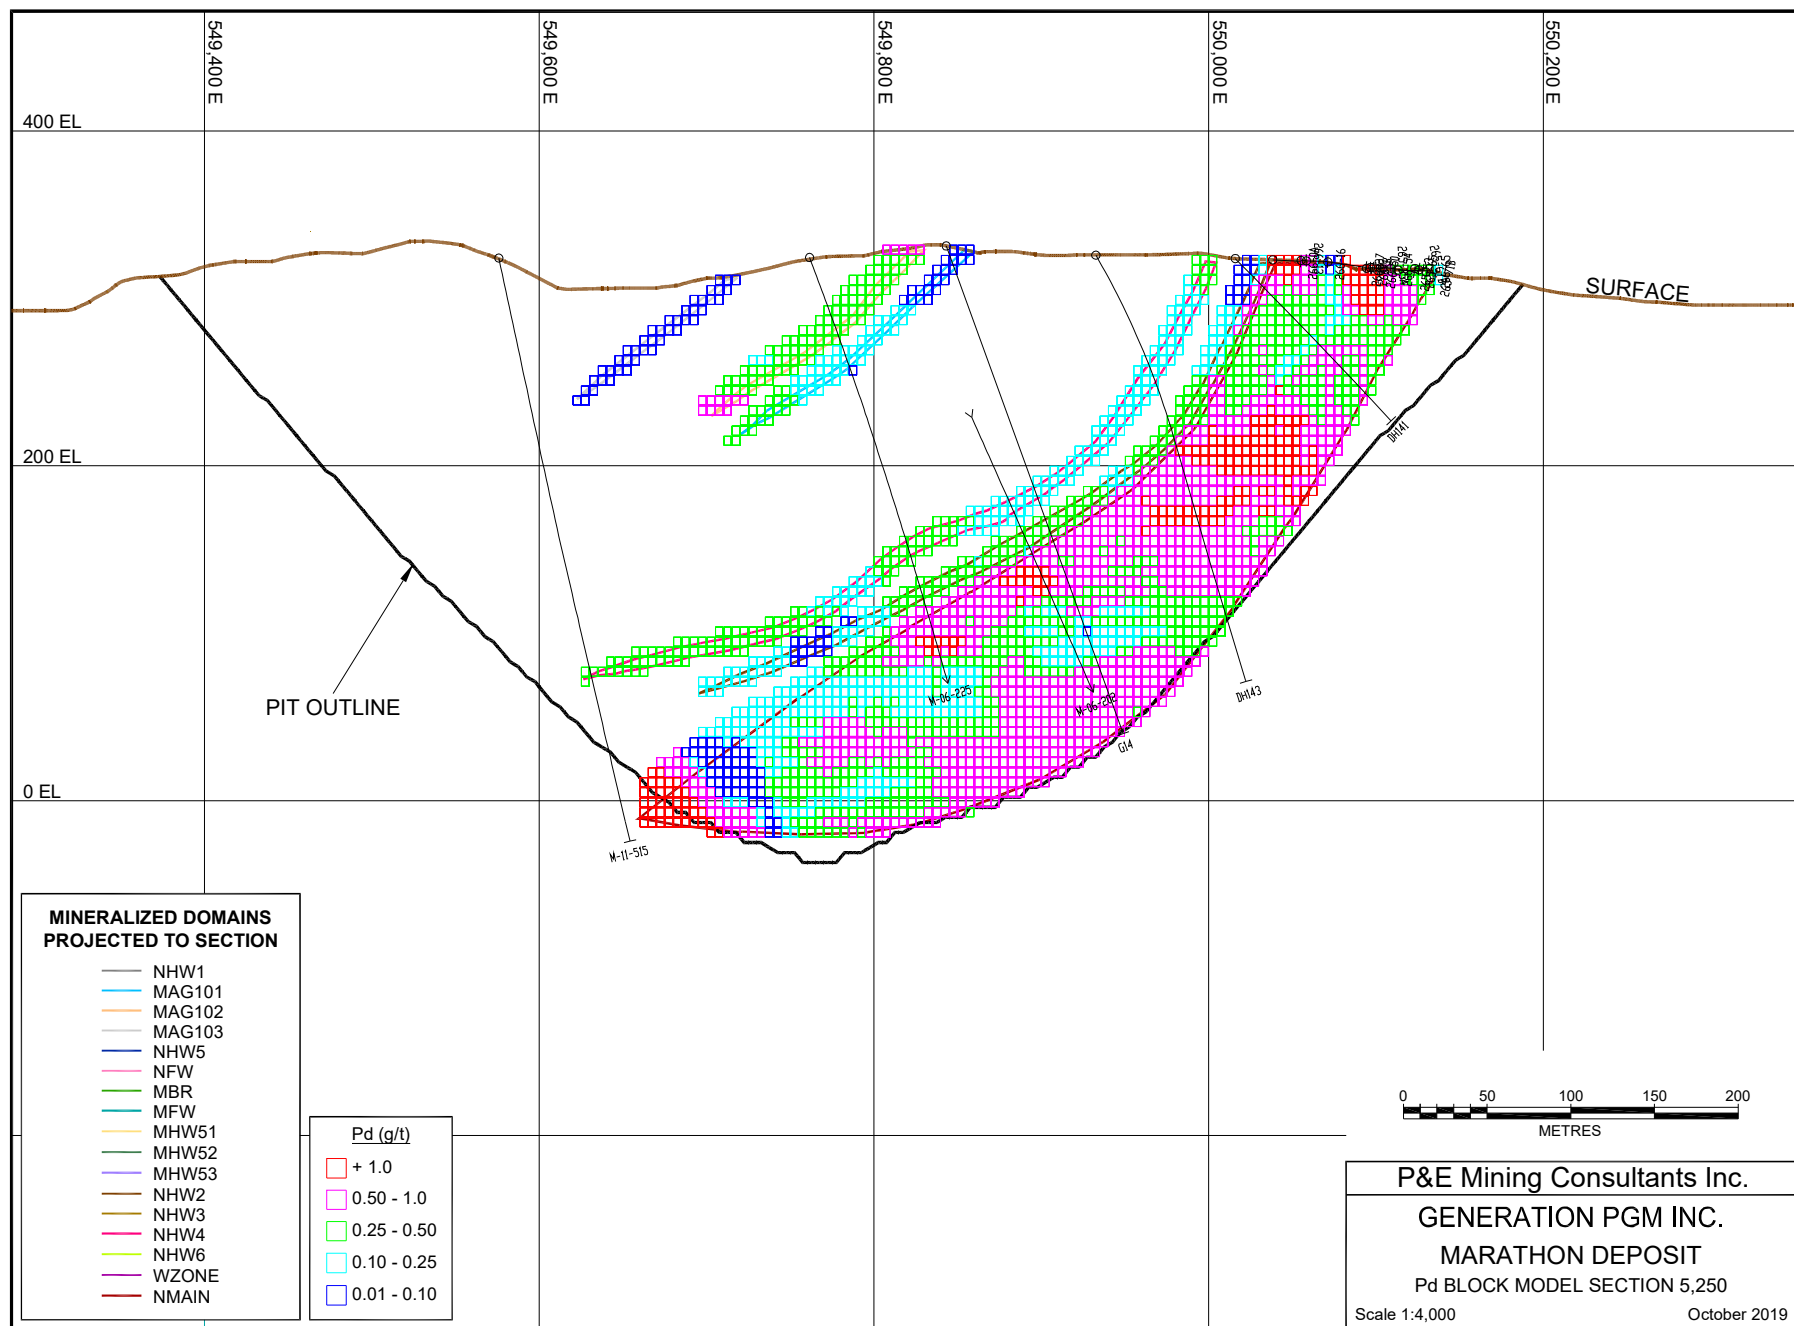 549,400 E
549,600 E
549,800 E
550,000 E
550,200 E
400 EL
200 EL
0 EL
SURFACE
PIT OUTLINE
DH141
DH143
M-06-225
M-06-202
G14
M-11-515
MINERALIZED DOMAINS
PROJECTED TO SECTION
NHW1
MAG101
MAG102
MAG103
NHW5
NFW
MBR
MFW
MHW51
MHW52
MHW53
NHW2
NHW3
NHW4
NHW6
WZONE
NMAIN
Pd (g/t)
+ 1.0
0.50 - 1.0
0.25 - 0.50
0.10 - 0.25
0.01 - 0.10
0 50 100 150 200
METRES
P&E Mining Consultants Inc.
GENERATION PGM INC.
MARATHON DEPOSIT
Pd BLOCK MODEL SECTION 5,250
Scale 1:4,000 October 2019